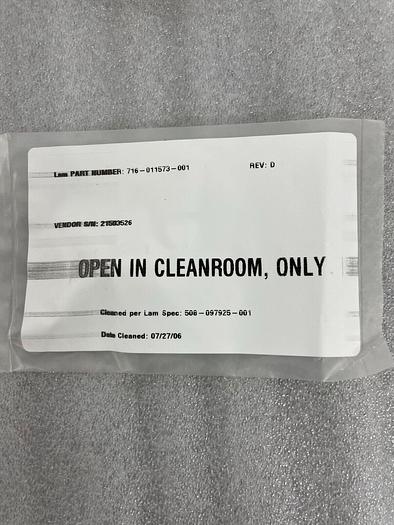 Lam PART NUMBER: 716-011573-001 REV: D
VENDOR S/N: 21503526
OPEN IN CLEANROOM, ONLY
Cleaned per Lam Spec: 508-097925-001
Date Cleaned: 07/27/06